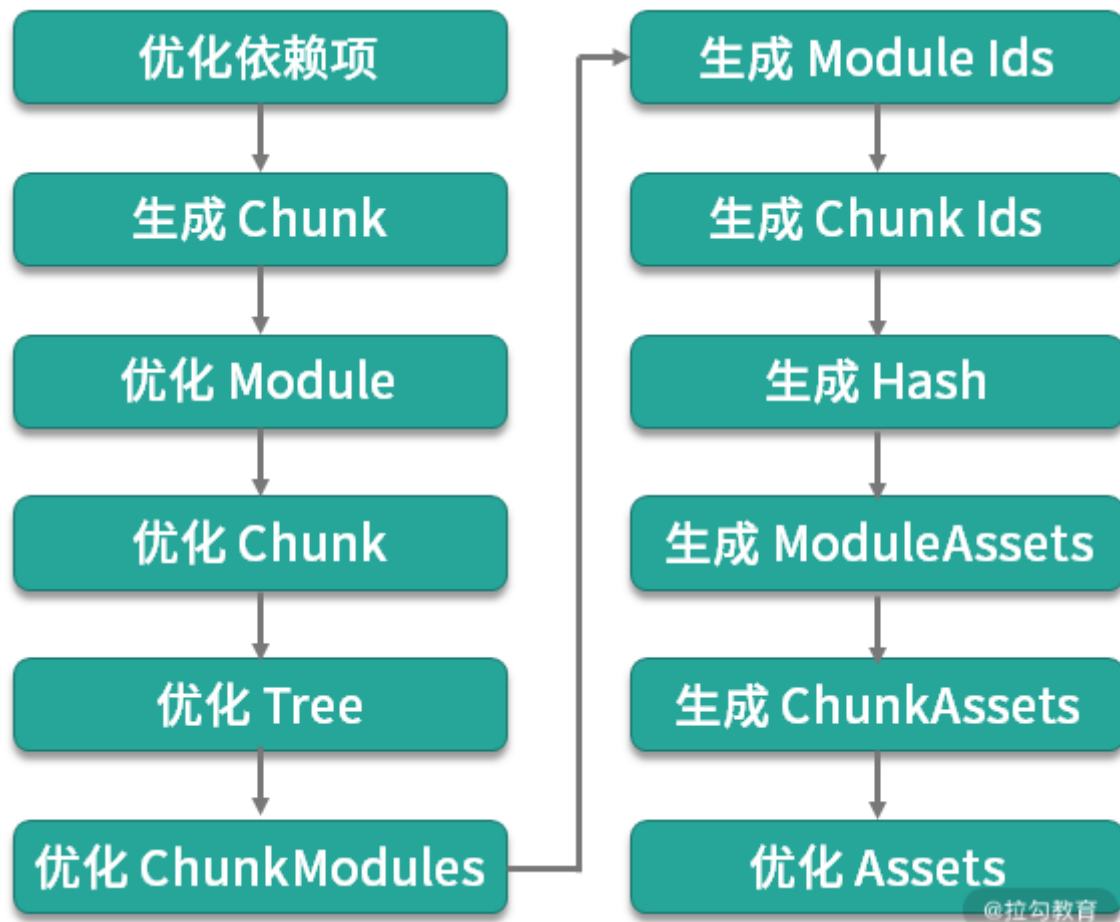 优化依赖项
生成 Chunk
优化 Module
优化 Chunk
优化 Tree
优化 ChunkModules
生成 Module Ids
生成 Chunk Ids
生成 Hash
生成 ModuleAssets
生成 ChunkAssets
优化 Assets
@拉勾教育